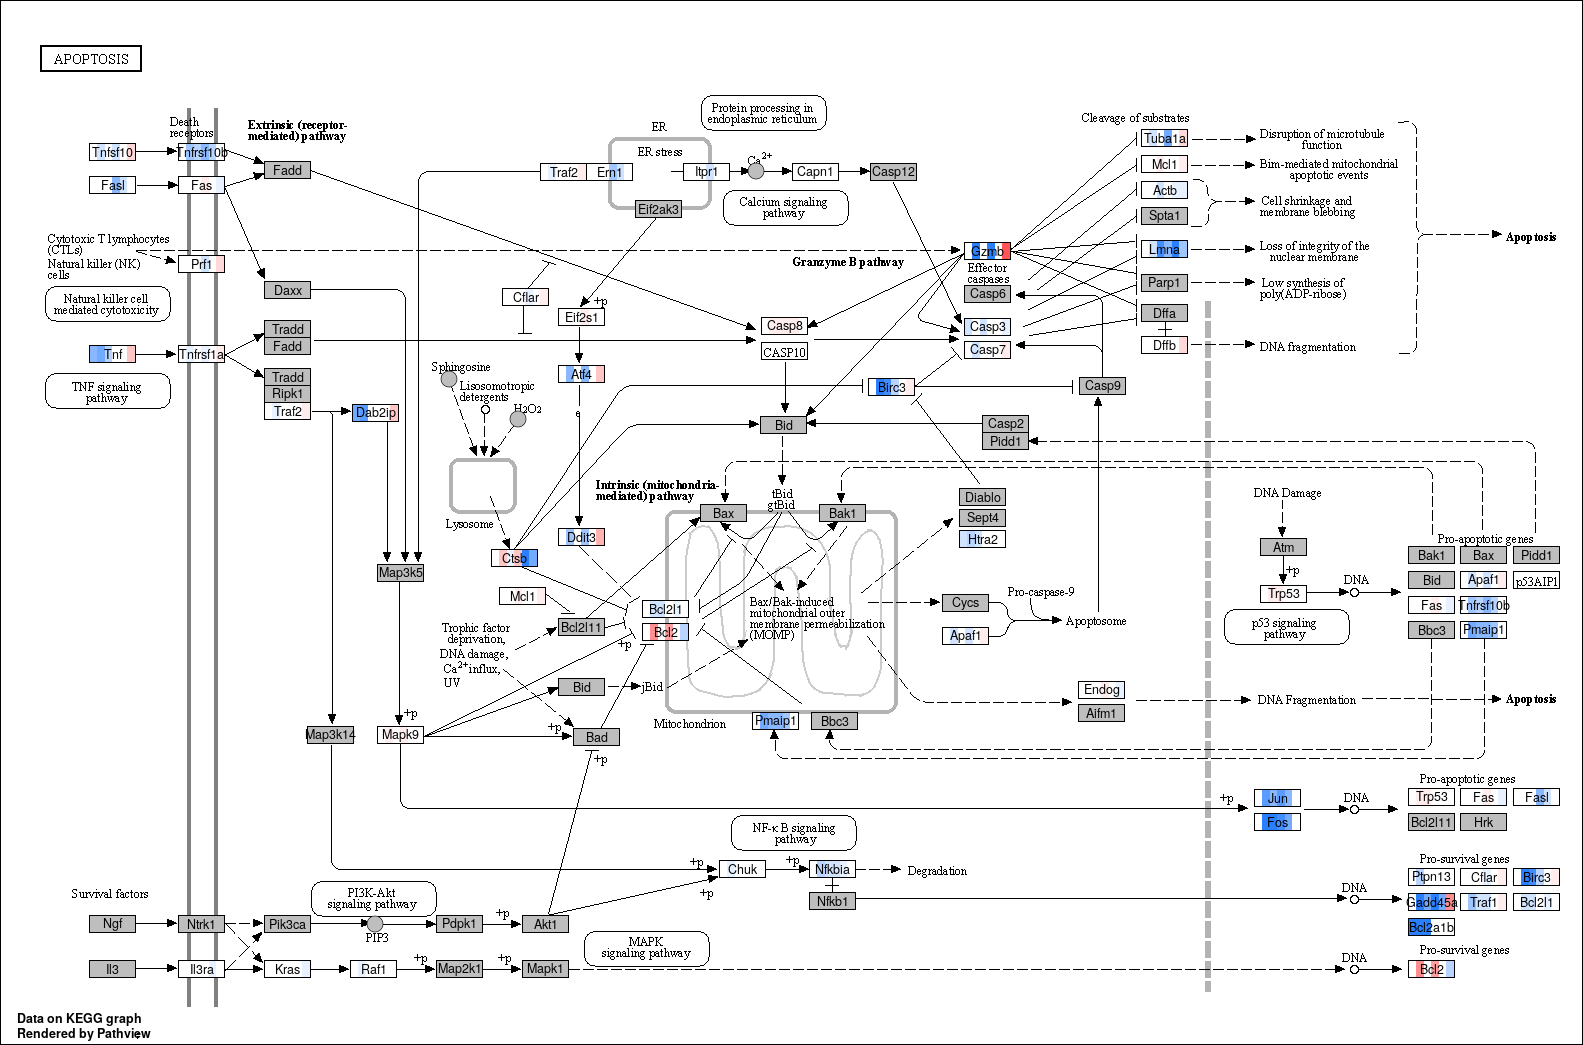 APOPTOSIS
Death
receptors
Extrinsic (receptor-
mediated) pathway
Tnfsf10
Tnfrsf10b
Fasl
Fas
Fadd
Cytotoxic T lymphocytes
(CTLs)
Natural killer (NK)
cells
Prf1
Daxx
Natural killer cell
mediated cytotoxicity
Tradd
Fadd
Tnf
Tnfrsf1a
Tradd
Ripk1
Traf2
TNF signaling
pathway
Dab2ip
ER
ER stress
Protein processing in
endoplasmic reticulum
Traf2
Ern1
Itpr1
Ca2+
Capn1
Casp12
Calcium signaling
pathway
Eif2ak3
Cflar
+p
Eif2s1
Atf4
e
Ddit3
Granzyme B pathway
Gzmb
Effector
caspases
Casp6
Casp3
Casp7
Casp8
CASP10
Birc3
Casp9
Bid
Casp2
Pidd1
Cleavage of substrates
Tuba1a
Disruption of microtubule
function
Mcl1
Bim-mediated mitochondrial
apoptotic events
Actb
Spta1
Cell shrinkage and
membrane blebbing
Lmna
Loss of integrity of the
nuclear membrane
Parp1
Low synthesis of
poly(ADP-ribose)
Dffa
Dffb
DNA fragmentation
Apoptosis
Sphingosine
Lisosomotropic
detergents
H2O2
Lysosome
Ctsb
Intrinsic (mitochondria-
mediated) pathway
tBid
gtBid
Bax
Bak1
Diablo
Sept4
Htra2
Map3k5
Mcl1
Bcl2l11
Bcl2l1
Bcl2
+p
Bax/Bak-induced
mitochondrial outer
membrane permeabilization
(MOMP)
Trophic factor
deprivation,
DNA damage,
Ca2+ influx,
UV
Bid
jBid
Mitochondrion
Pmaip1
Bbc3
Cycs
Apaf1
Pro-caspase-9
Apoptosome
Endog
Aifm1
DNA Fragmentation
Apoptosis
DNA Damage
Atm
+p
Trp53
DNA
p53 signaling
pathway
Pro-apoptotic genes
Bak1
Bax
Pidd1
Bid
Apaf1
p53AIP1
Fas
Tnfrsf10b
Bbc3
Pmaip1
Map3k14
+p
Mapk9
+p
Bad
+p
+p
Jun
Fos
DNA
Pro-apoptotic genes
Trp53
Fas
Fasl
Bcl2l11
Hrk
NF-κB signaling
pathway
+p
Chuk
+p
Nfkbia
Degradation
+p
Nfkb1
DNA
Pro-survival genes
Ptpn13
Cflar
Birc3
Gadd45a
Traf1
Bcl2l1
Bcl2a1b
Survival factors
PI3K-Akt
signaling pathway
Ngf
Ntrk1
Pik3ca
PIP3
Pdpk1
+p
Akt1
MAPK
signaling pathway
Il3
Il3ra
Kras
Raf1
+p
Map2k1
+p
Mapk1
DNA
Pro-survival genes
Bcl2
Data on KEGG graph
Rendered by Pathview